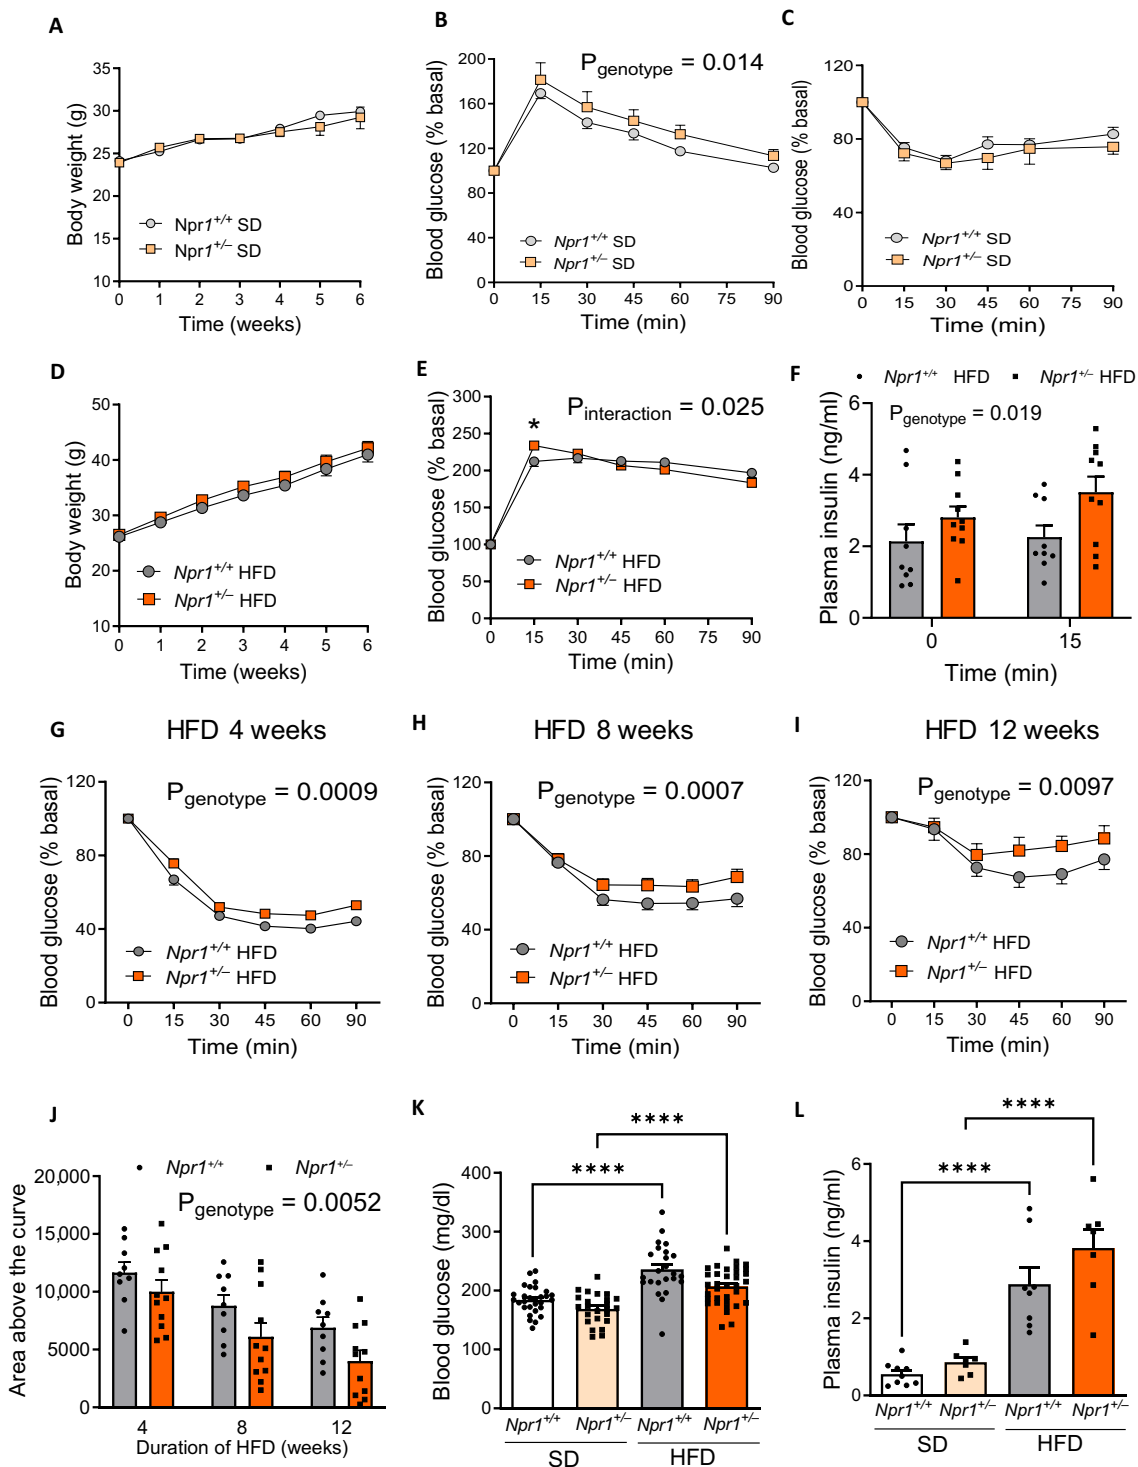 A
Body weight (g)
35
30
25
20
15
10
Npr1+/+ SD
Npr1+/– SD
0 1 2 3 4 5 6
Time (weeks)
B
Blood glucose (% basal)
200
160
120
80
40
0
Pgenotype = 0.014
Npr1+/+ SD
Npr1+/– SD
0 15 30 45 60 90
Time (min)
C
Blood glucose (% basal)
120
80
40
0
Npr1+/+ SD
Npr1+/– SD
0 15 30 45 60 75 90
Time (min)
D
Body weight (g)
50
40
30
20
10
Npr1+/+ HFD
Npr1+/– HFD
0 1 2 3 4 5 6
Time (weeks)
E
Blood glucose (% basal)
300
250
200
150
100
50
0
Pinteraction = 0.025
*
Npr1+/+ HFD
Npr1+/– HFD
0 15 30 45 60 75 90
Time (min)
F
Npr1+/+ HFD Npr1+/– HFD
Plasma insulin (ng/ml)
6
4
2
0
Pgenotype = 0.019
0 15
Time (min)
G
HFD 4 weeks
Blood glucose (% basal)
120
80
40
0
Pgenotype = 0.0009
Npr1+/+ HFD
Npr1+/– HFD
0 15 30 45 60 90
Time (min)
H
HFD 8 weeks
Blood glucose (% basal)
120
80
40
0
Pgenotype = 0.0007
Npr1+/+ HFD
Npr1+/– HFD
0 15 30 45 60 90
Time (min)
I
HFD 12 weeks
Blood glucose (% basal)
120
80
40
0
Pgenotype = 0.0097
Npr1+/+ HFD
Npr1+/– HFD
0 15 30 45 60 90
Time (min)
J
Npr1+/+ Npr1+/–
Area above the curve
20,000
15,000
10,000
5000
0
Pgenotype = 0.0052
4 8 12
Duration of HFD (weeks)
K
Blood glucose (mg/dl)
400
300
200
100
0
****
****
Npr1+/+ Npr1+/– Npr1+/+ Npr1+/–
SD HFD
L
Plasma insulin (ng/ml)
6
4
2
0
****
****
Npr1+/+ Npr1+/– Npr1+/+ Npr1+/–
SD HFD